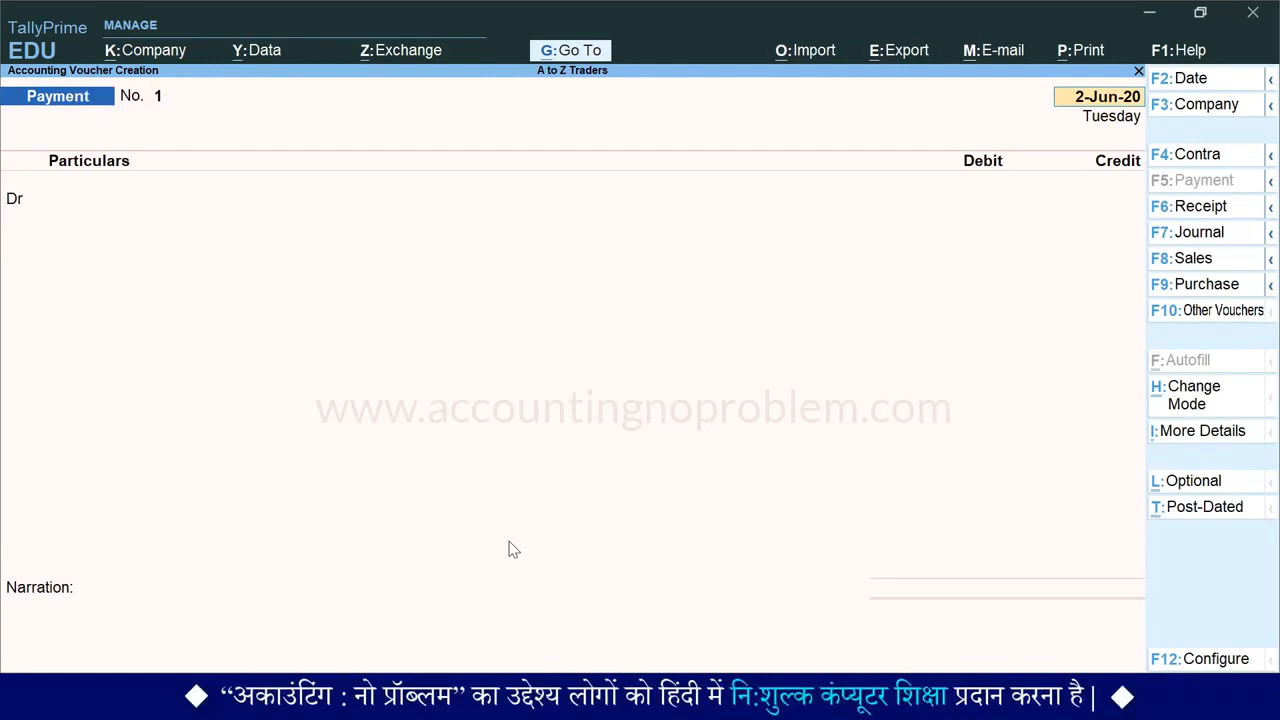 TallyPrime
MANAGE
EDU
K:Company Y:Data Z:Exchange G:Go To O:Import E:Export M:E-mail P:Print F1:Help
Accounting Voucher Creation A to Z Traders
Payment No. 1 2-Jun-20
Tuesday
Particulars Debit Credit
Dr
www.accountingnoproblem.com
Narration:
F2:Date
F3:Company
F4:Contra
F5:Payment
F6:Receipt
F7:Journal
F8:Sales
F9:Purchase
F10:Other Vouchers
F:Autofill
H:Change
Mode
I:More Details
L:Optional
T:Post-Dated
F12:Configure
“अकाउंटिंग : नो प्रॉब्लम” का उद्देश्य लोगों को हिंदी में नि:शुल्क कंप्यूटर शिक्षा प्रदान करना है |